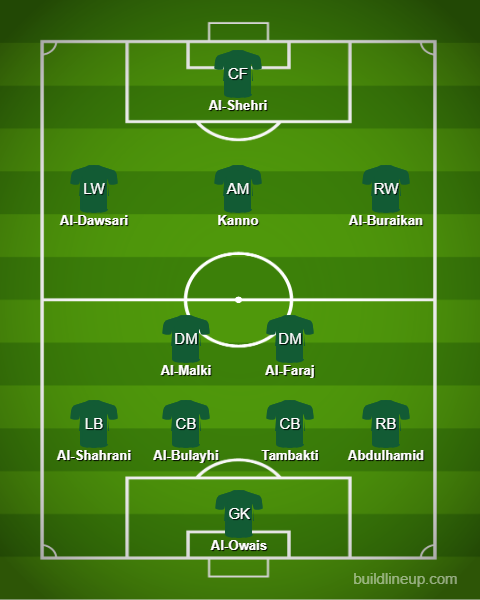 CF
Al-Shehri
LW
Al-Dawsari
AM
Kanno
RW
Al-Buraikan
DM
Al-Malki
DM
Al-Faraj
LB
Al-Shahrani
CB
Al-Bulayhi
CB
Tambakti
RB
Abdulhamid
GK
Al-Owais
buildlineup.com